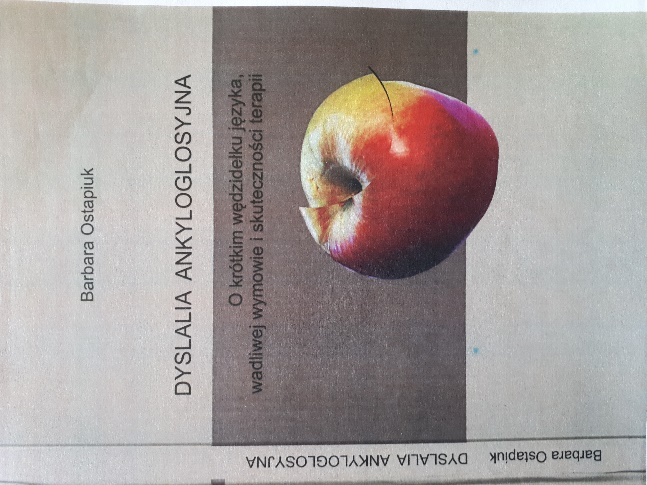 Barbara Ostapiuk
DYSLALIA ANKYLOGLOSYJNA
O krótkim wędzidełku języka,
wadliwej wymowie i skuteczności terapii
Barbara Ostapiuk DYSLALIA ANKYLOGLOSYJNA